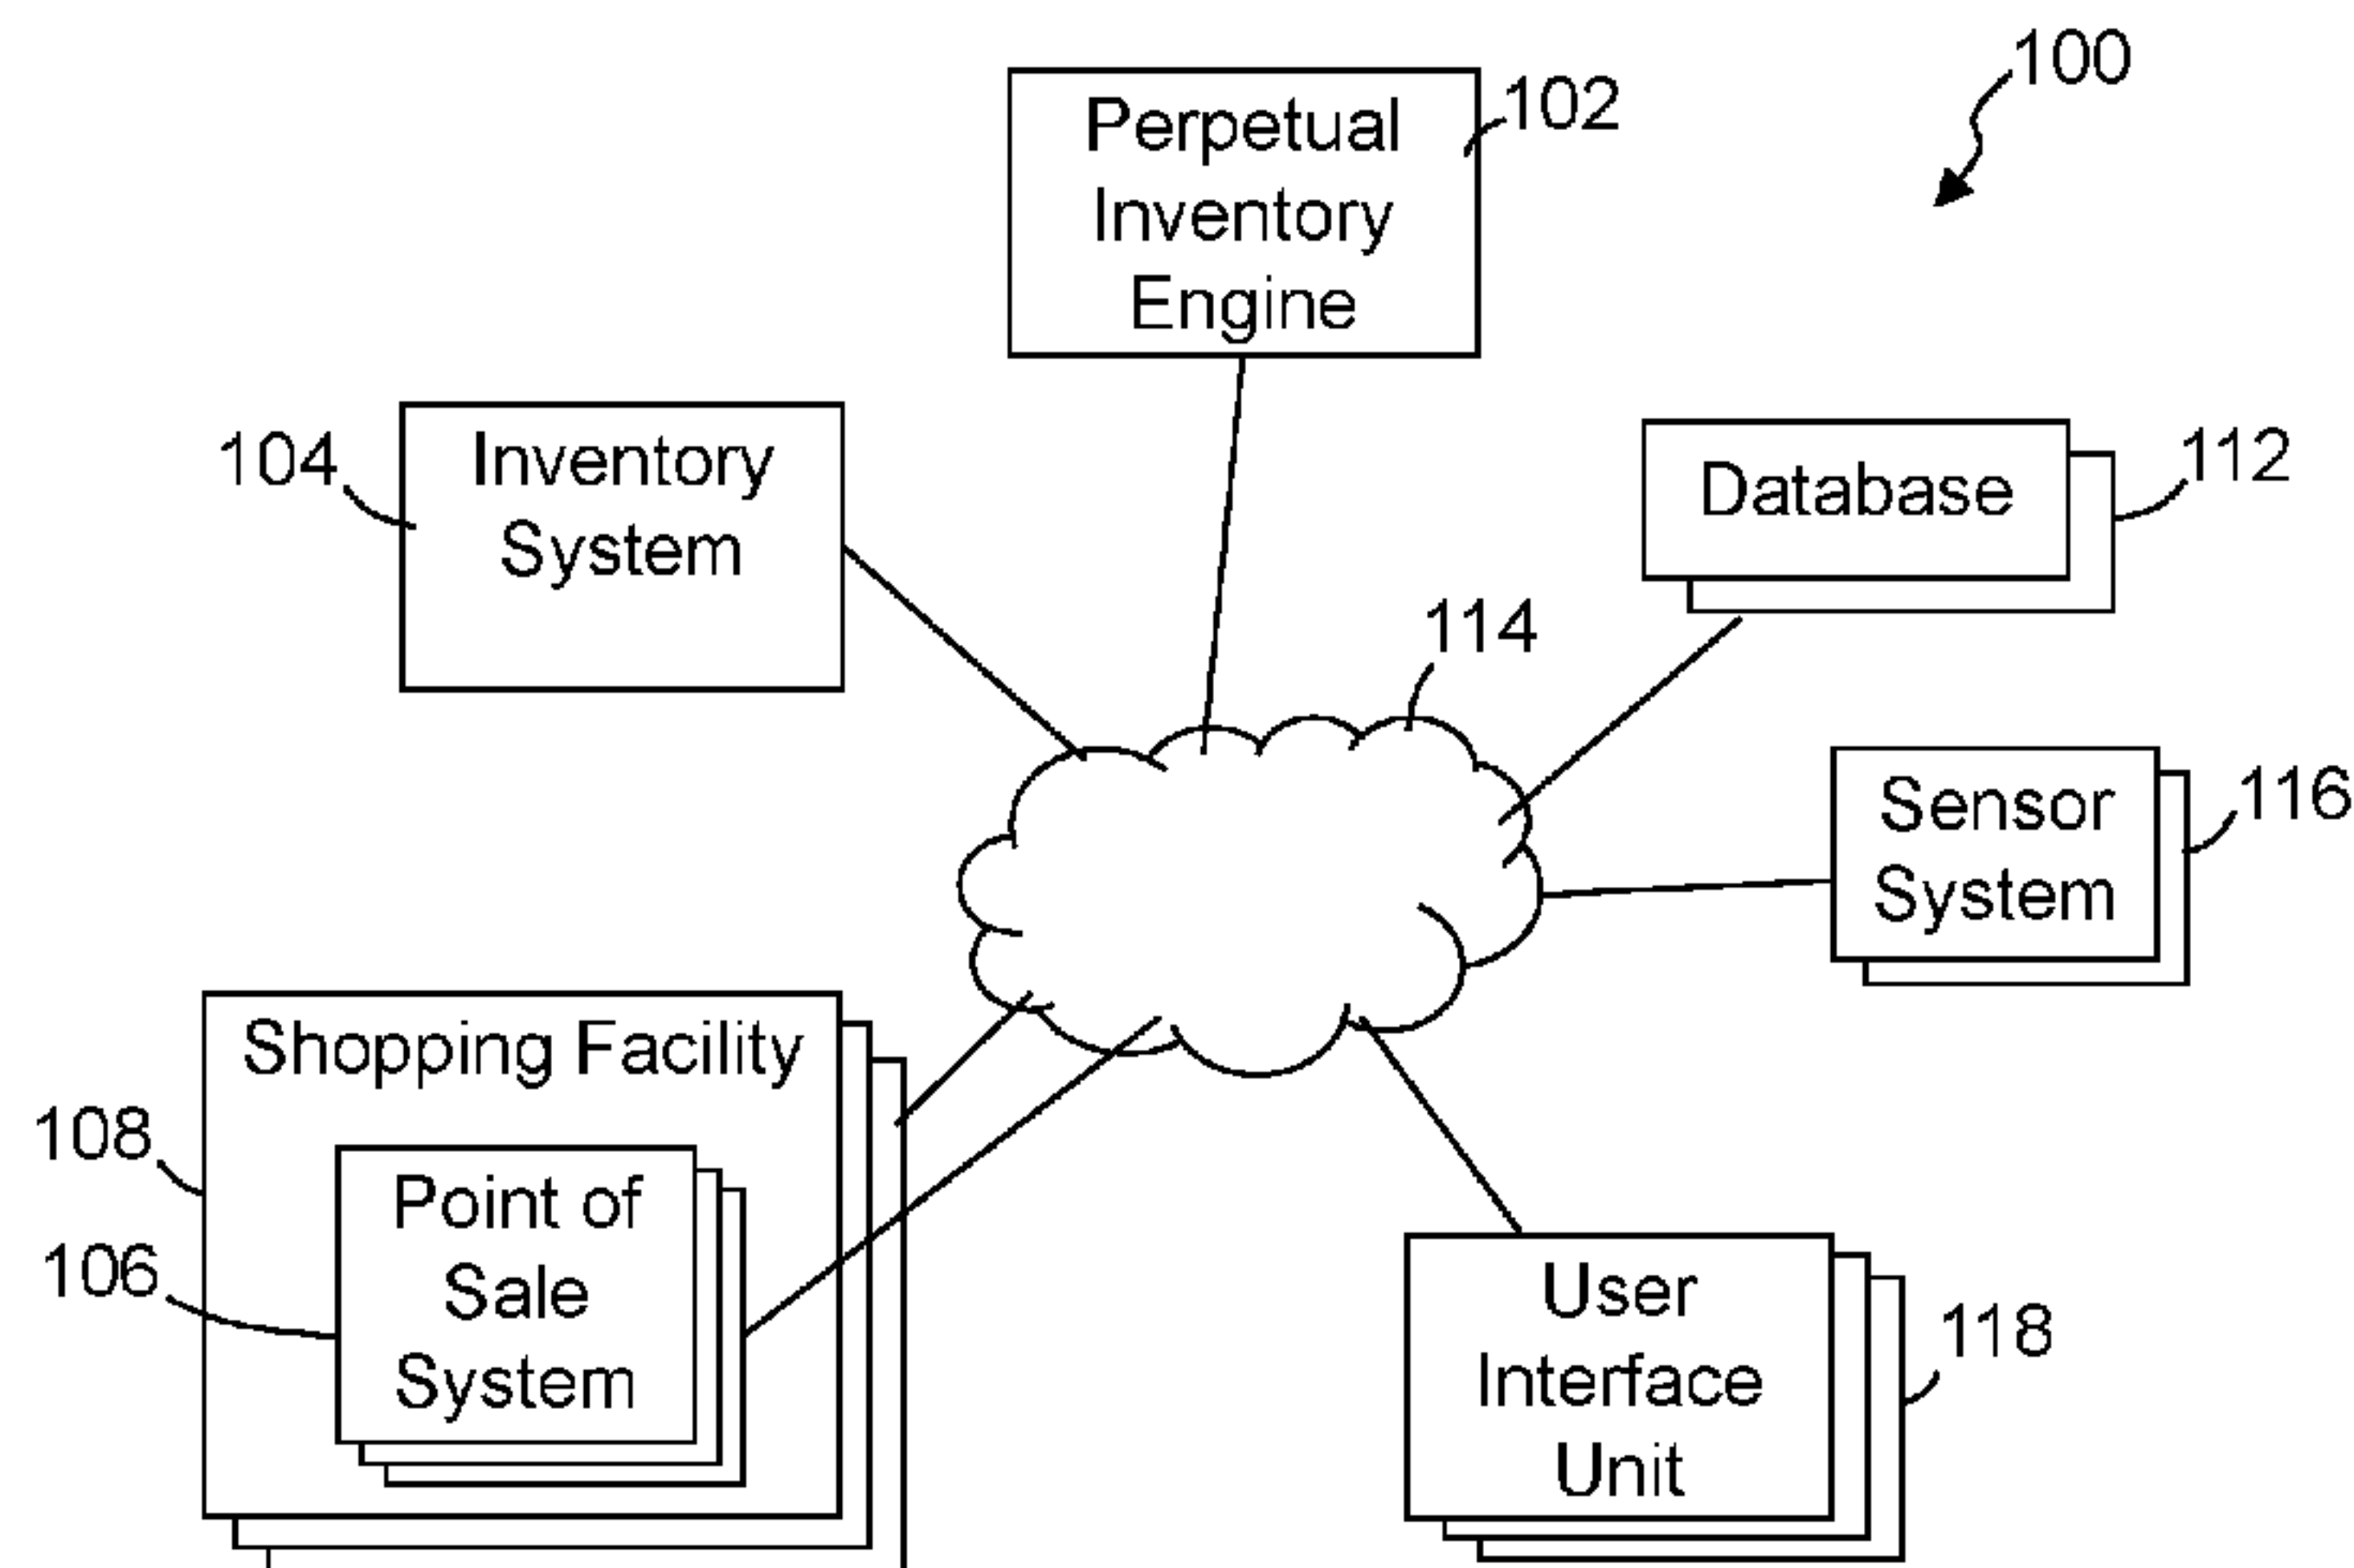 100
Perpetual
Inventory
Engine
102
104
Inventory
System
Database
112
114
Sensor
System
116
Shopping Facility
108
Point of
Sale
System
106
User
Interface
Unit
118